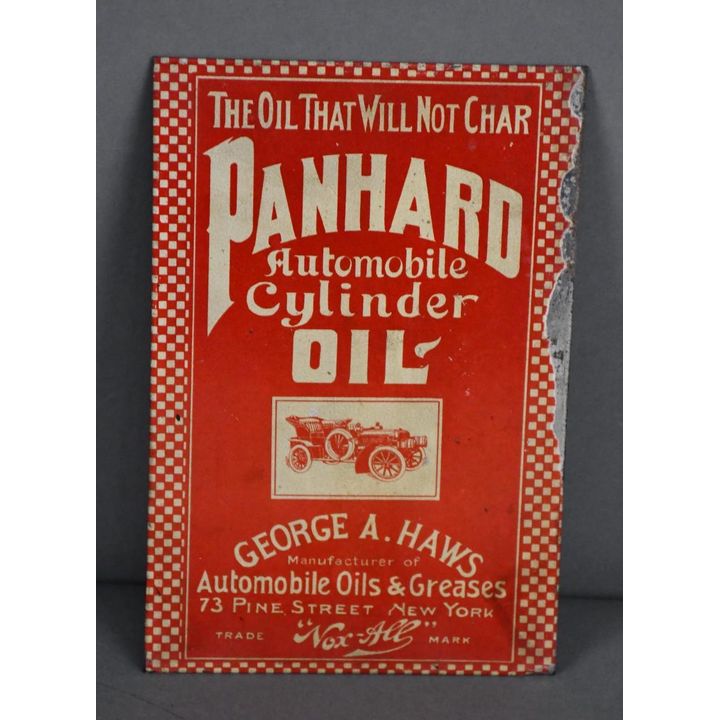 THE OIL THAT WILL NOT CHAR
PANHARD
Automobile
Cylinder
OIL
GEORGE A. HAWS
Manufacturer of
Automobile Oils & Greases
73 PINE STREET NEW YORK
TRADE "Nox-All" MARK